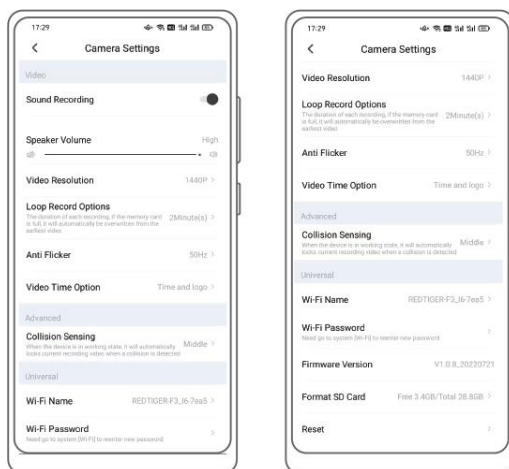 17:29
Camera Settings
Video
Sound Recording
Speaker Volume High
Video Resolution 1440P
Loop Record Options
The duration of each recording, if the memory card
is full, it will automatically be overwritten from the
earliest video
2Minute(s)
Anti Flicker 50Hz
Video Time Option Time and logo
Advanced
Collision Sensing
When the device is in working state, it will automatically
locks current recording video when a collision is detected
Middle
Universal
Wi-Fi Name REDTIGER-F3_I6-7ea5
Wi-Fi Password
Need go to system [Wi-Fi] to reenter new password
17:29
Camera Settings
Video Resolution 1440P
Loop Record Options
The duration of each recording, if the memory card
is full, it will automatically be overwritten from the
earliest video
2Minute(s)
Anti Flicker 50Hz
Video Time Option Time and logo
Advanced
Collision Sensing
When the device is in working state, it will automatically
locks current recording video when a collision is detected
Middle
Universal
Wi-Fi Name REDTIGER-F3_I6-7ea5
Wi-Fi Password
Need go to system [Wi-Fi] to reenter new password
Firmware Version V1.0.8_20220721
Format SD Card Free 3.4GB/Total 28.8GB
Reset